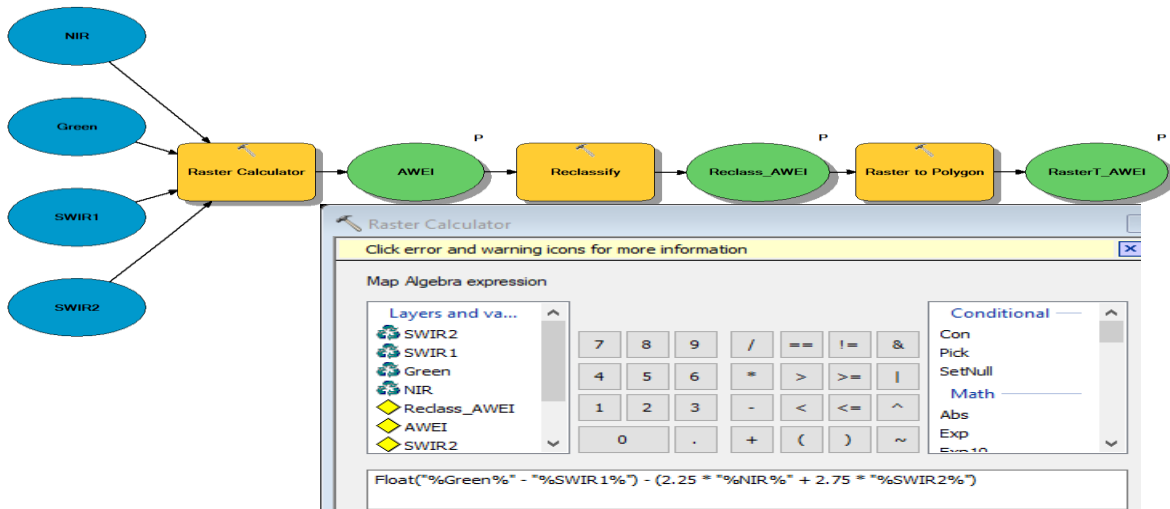 NIR
Green
SWIR1
SWIR2
Raster Calculator
AWEI
P
Reclassify
Reclass_AWEI
P
Raster to Polygon
RasterT_AWEI
P
Raster Calculator
Click error and warning icons for more information
Map Algebra expression
Layers and va...
SWIR2
SWIR1
Green
NIR
Reclass_AWEI
AWEI
SWIR2
7 8 9 / == != &
4 5 6 * > >= |
1 2 3 - < <= ^
0 . + ( ) ~
Conditional
Con
Pick
SetNull
Math
Abs
Exp
Exp10
Float("%Green%" - "%SWIR1%") - (2.25 * "%NIR%" + 2.75 * "%SWIR2%")